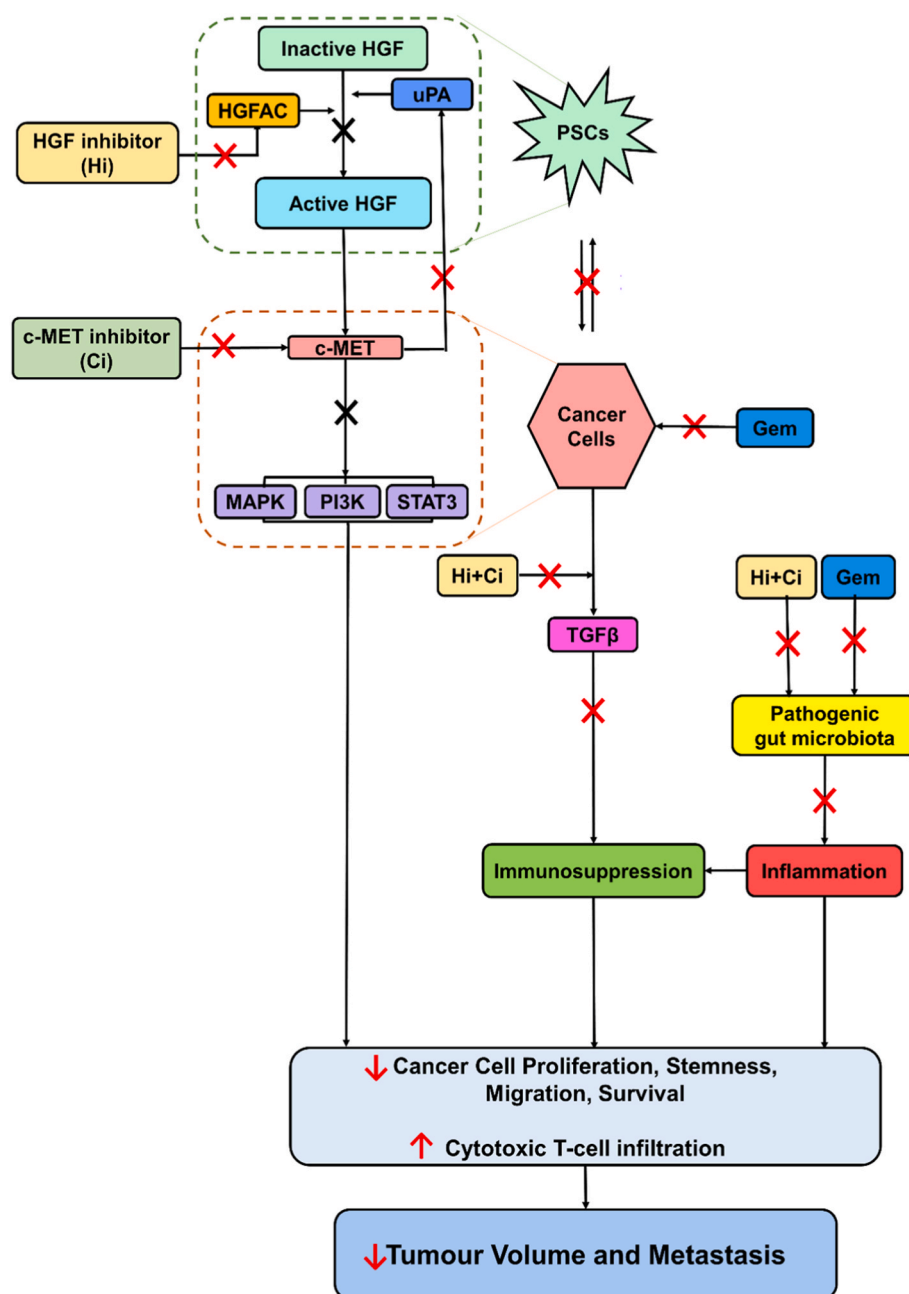 Inactive HGF
uPA
HGFAC
PSCs
HGF inhibitor
(Hi)
Active HGF
c-MET inhibitor
(Ci)
c-MET
Cancer
Cells
Gem
MAPK
PI3K
STAT3
Hi+Ci
Hi+Ci
Gem
TGFβ
Pathogenic
gut microbiota
Immunosuppression
Inflammation
↓ Cancer Cell Proliferation, Stemness,
Migration, Survival
↑ Cytotoxic T-cell infiltration
↓Tumour Volume and Metastasis